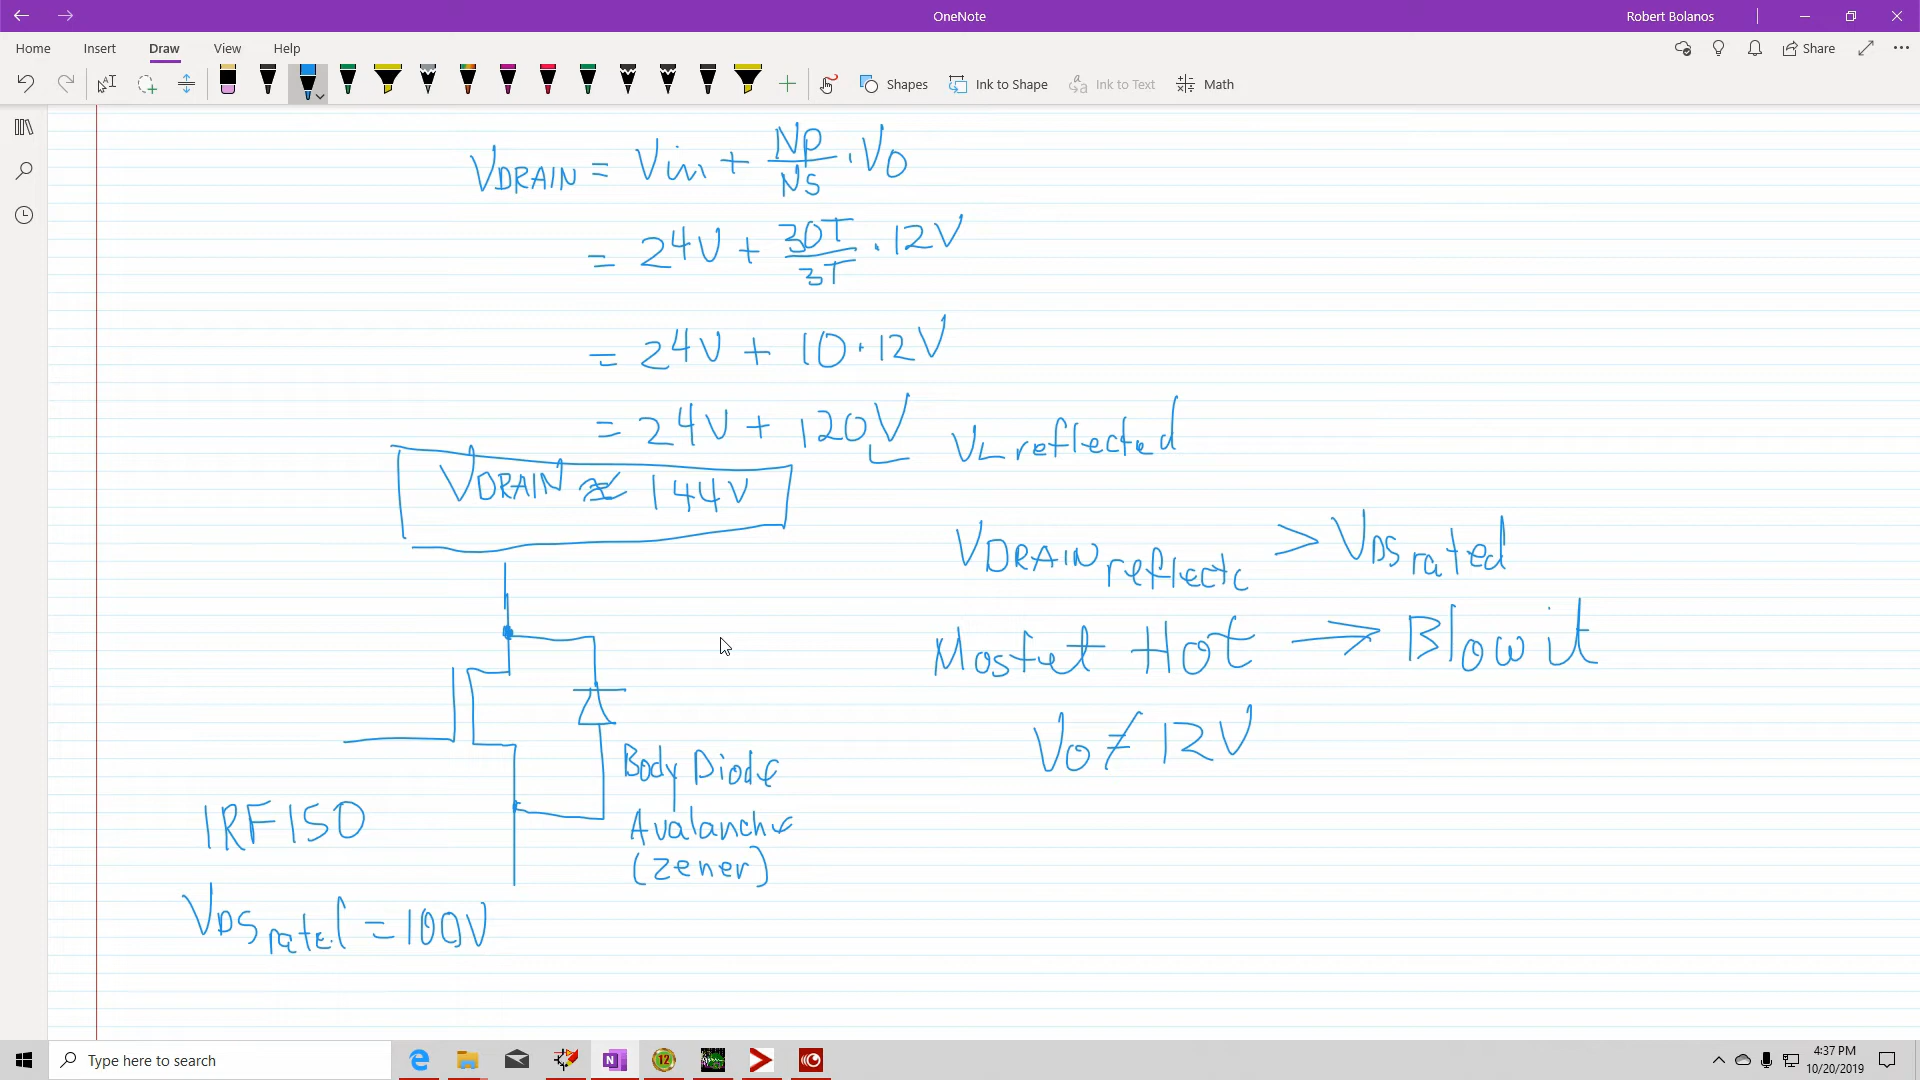 OneNote
Robert Bolanos
Home Insert Draw View Help
Share
Shapes Ink to Shape Ink to Text Math
VDRAIN = Vin + NP/NS · VO
= 24V + 30T/3T · 12V
= 24V + 10 · 12V
= 24V + 120V VL reflected
VDRAIN ≈ 144V
VDRAIN reflectc > VDS rated
Mosfet Hot → Blow it
VO ≠ 12V
Body Diode
Avalanche
(zener)
IRF150
VDS rated = 100V
Type here to search
12
4:37 PM
10/20/2019